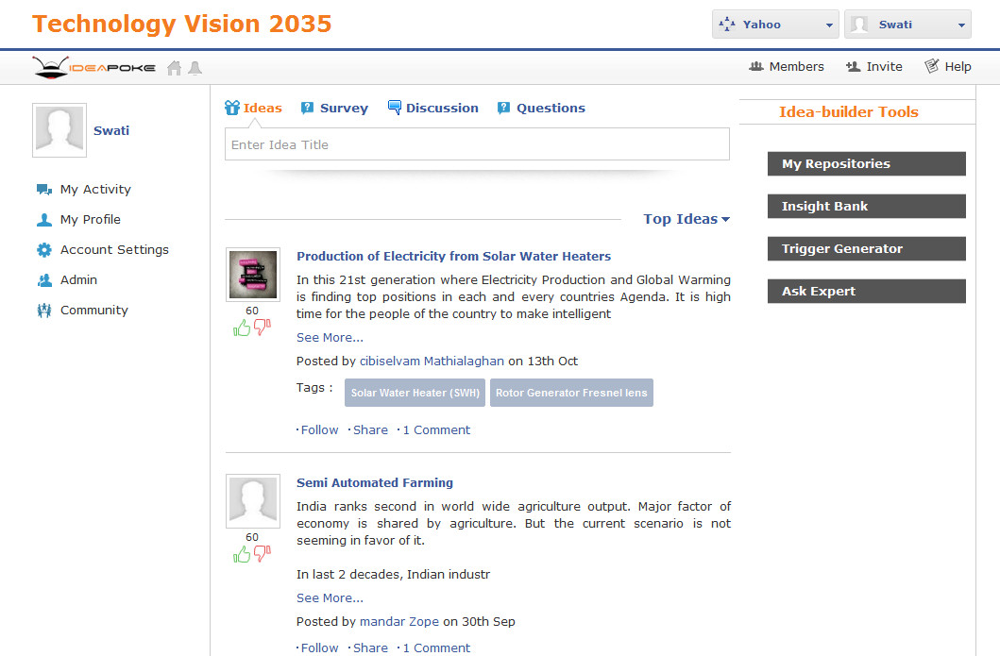 Technology Vision 2035
Yahoo
Swati
IDEAPOKE
Members
Invite
Help
Swati
My Activity
My Profile
Account Settings
Admin
Community
Ideas
Survey
Discussion
Questions
Enter Idea Title
Top Ideas
Production of Electricity from Solar Water Heaters
In this 21st generation where Electricity Production and Global Warming
is finding top positions in each and every countries Agenda. It is high
time for the people of the country to make intelligent
See More...
60
Posted by cibiselvam Mathialaghan on 13th Oct
Tags :
Solar Water Heater (SWH)
Rotor Generator Fresnel lens
·Follow ·Share ·1 Comment
Semi Automated Farming
India ranks second in world wide agriculture output. Major factor of
economy is shared by agriculture. But the current scenario is not
seeming in favor of it.
60
In last 2 decades, Indian industr
See More...
Posted by mandar Zope on 30th Sep
·Follow ·Share ·1 Comment
Idea-builder Tools
My Repositories
Insight Bank
Trigger Generator
Ask Expert